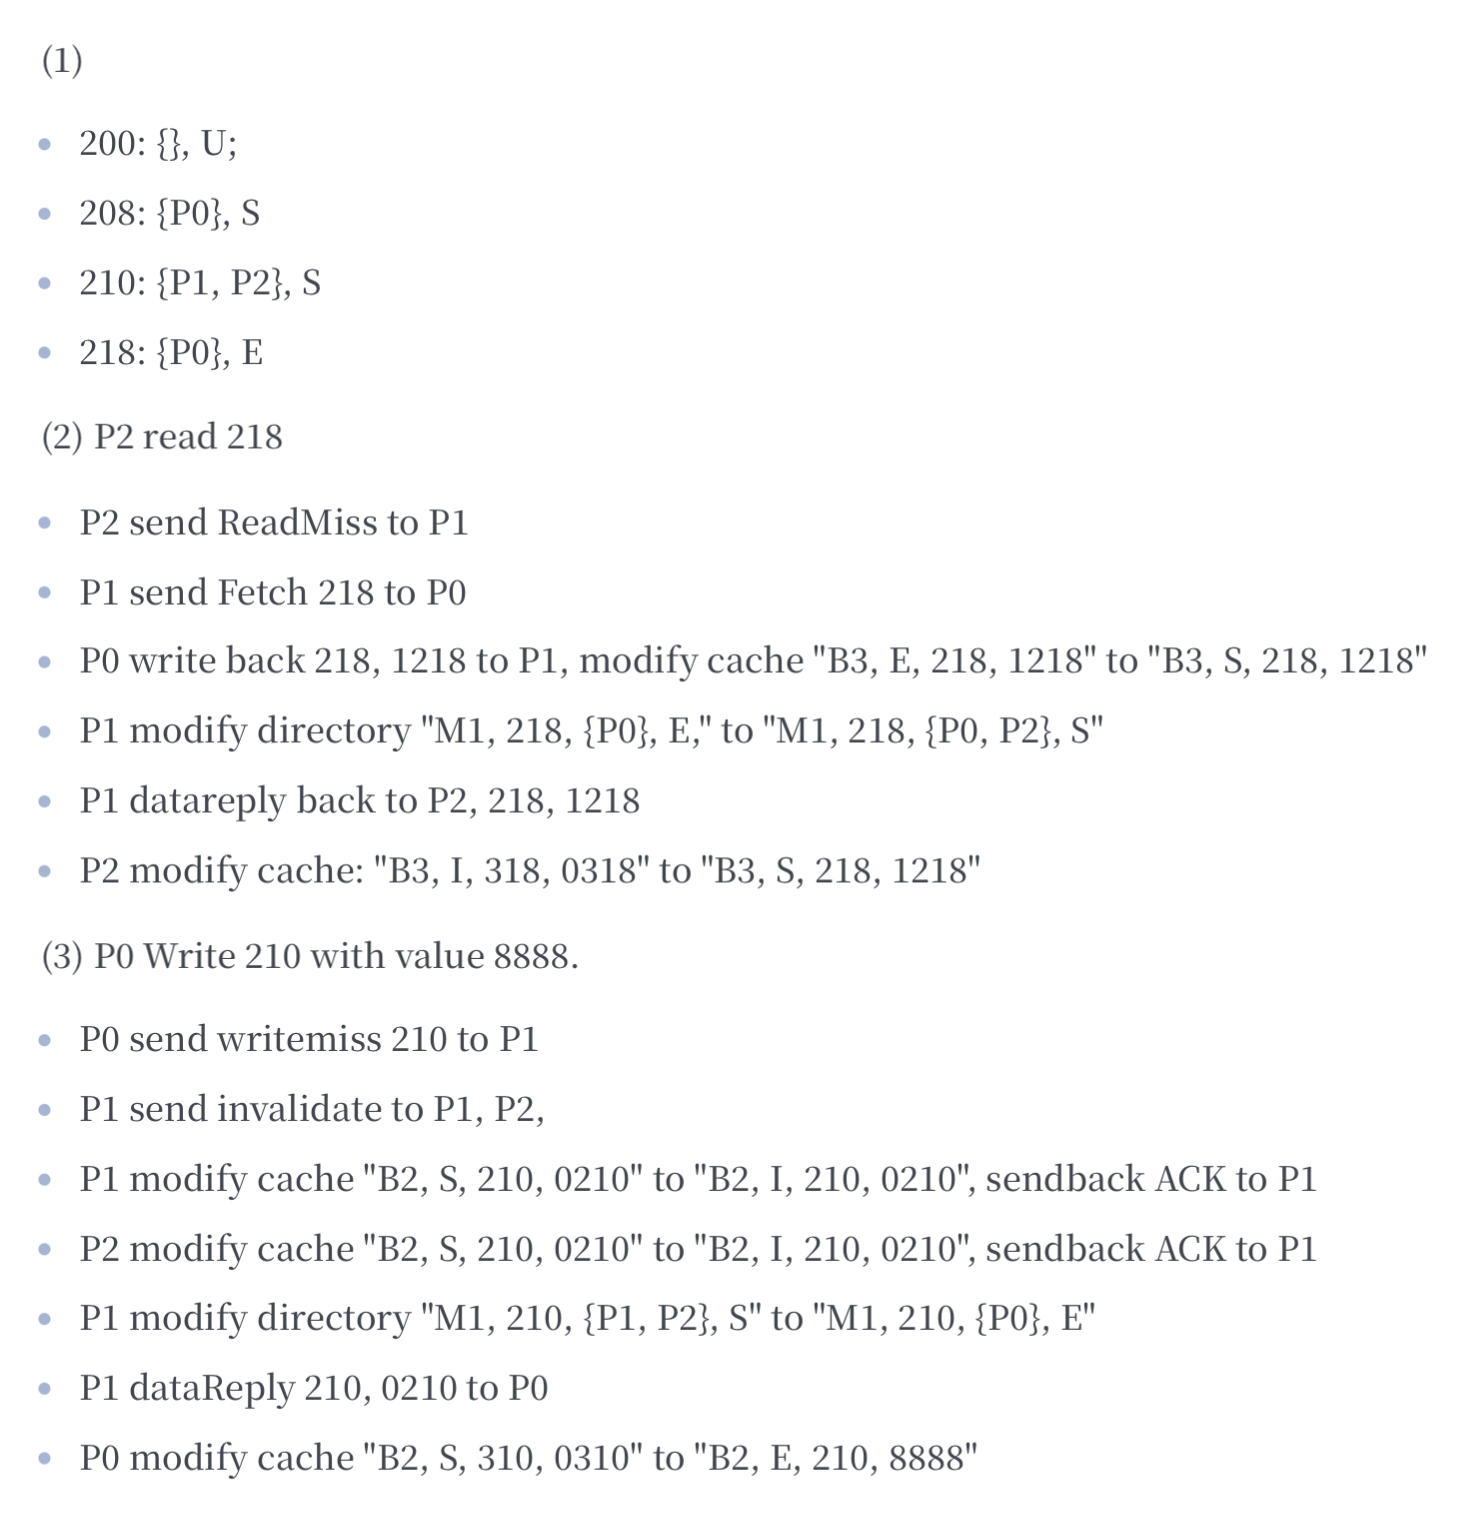 (1)
200: {}, U;
208: {P0}, S
210: {P1, P2}, S
218: {P0}, E
(2) P2 read 218
P2 send ReadMiss to P1
P1 send Fetch 218 to P0
P0 write back 218, 1218 to P1, modify cache "B3, E, 218, 1218" to "B3, S, 218, 1218"
P1 modify directory "M1, 218, {P0}, E," to "M1, 218, {P0, P2}, S"
P1 datareply back to P2, 218, 1218
P2 modify cache: "B3, I, 318, 0318" to "B3, S, 218, 1218"
(3) P0 Write 210 with value 8888.
P0 send writemiss 210 to P1
P1 send invalidate to P1, P2,
P1 modify cache "B2, S, 210, 0210" to "B2, I, 210, 0210", sendback ACK to P1
P2 modify cache "B2, S, 210, 0210" to "B2, I, 210, 0210", sendback ACK to P1
P1 modify directory "M1, 210, {P1, P2}, S" to "M1, 210, {P0}, E"
P1 dataReply 210, 0210 to P0
P0 modify cache "B2, S, 310, 0310" to "B2, E, 210, 8888"